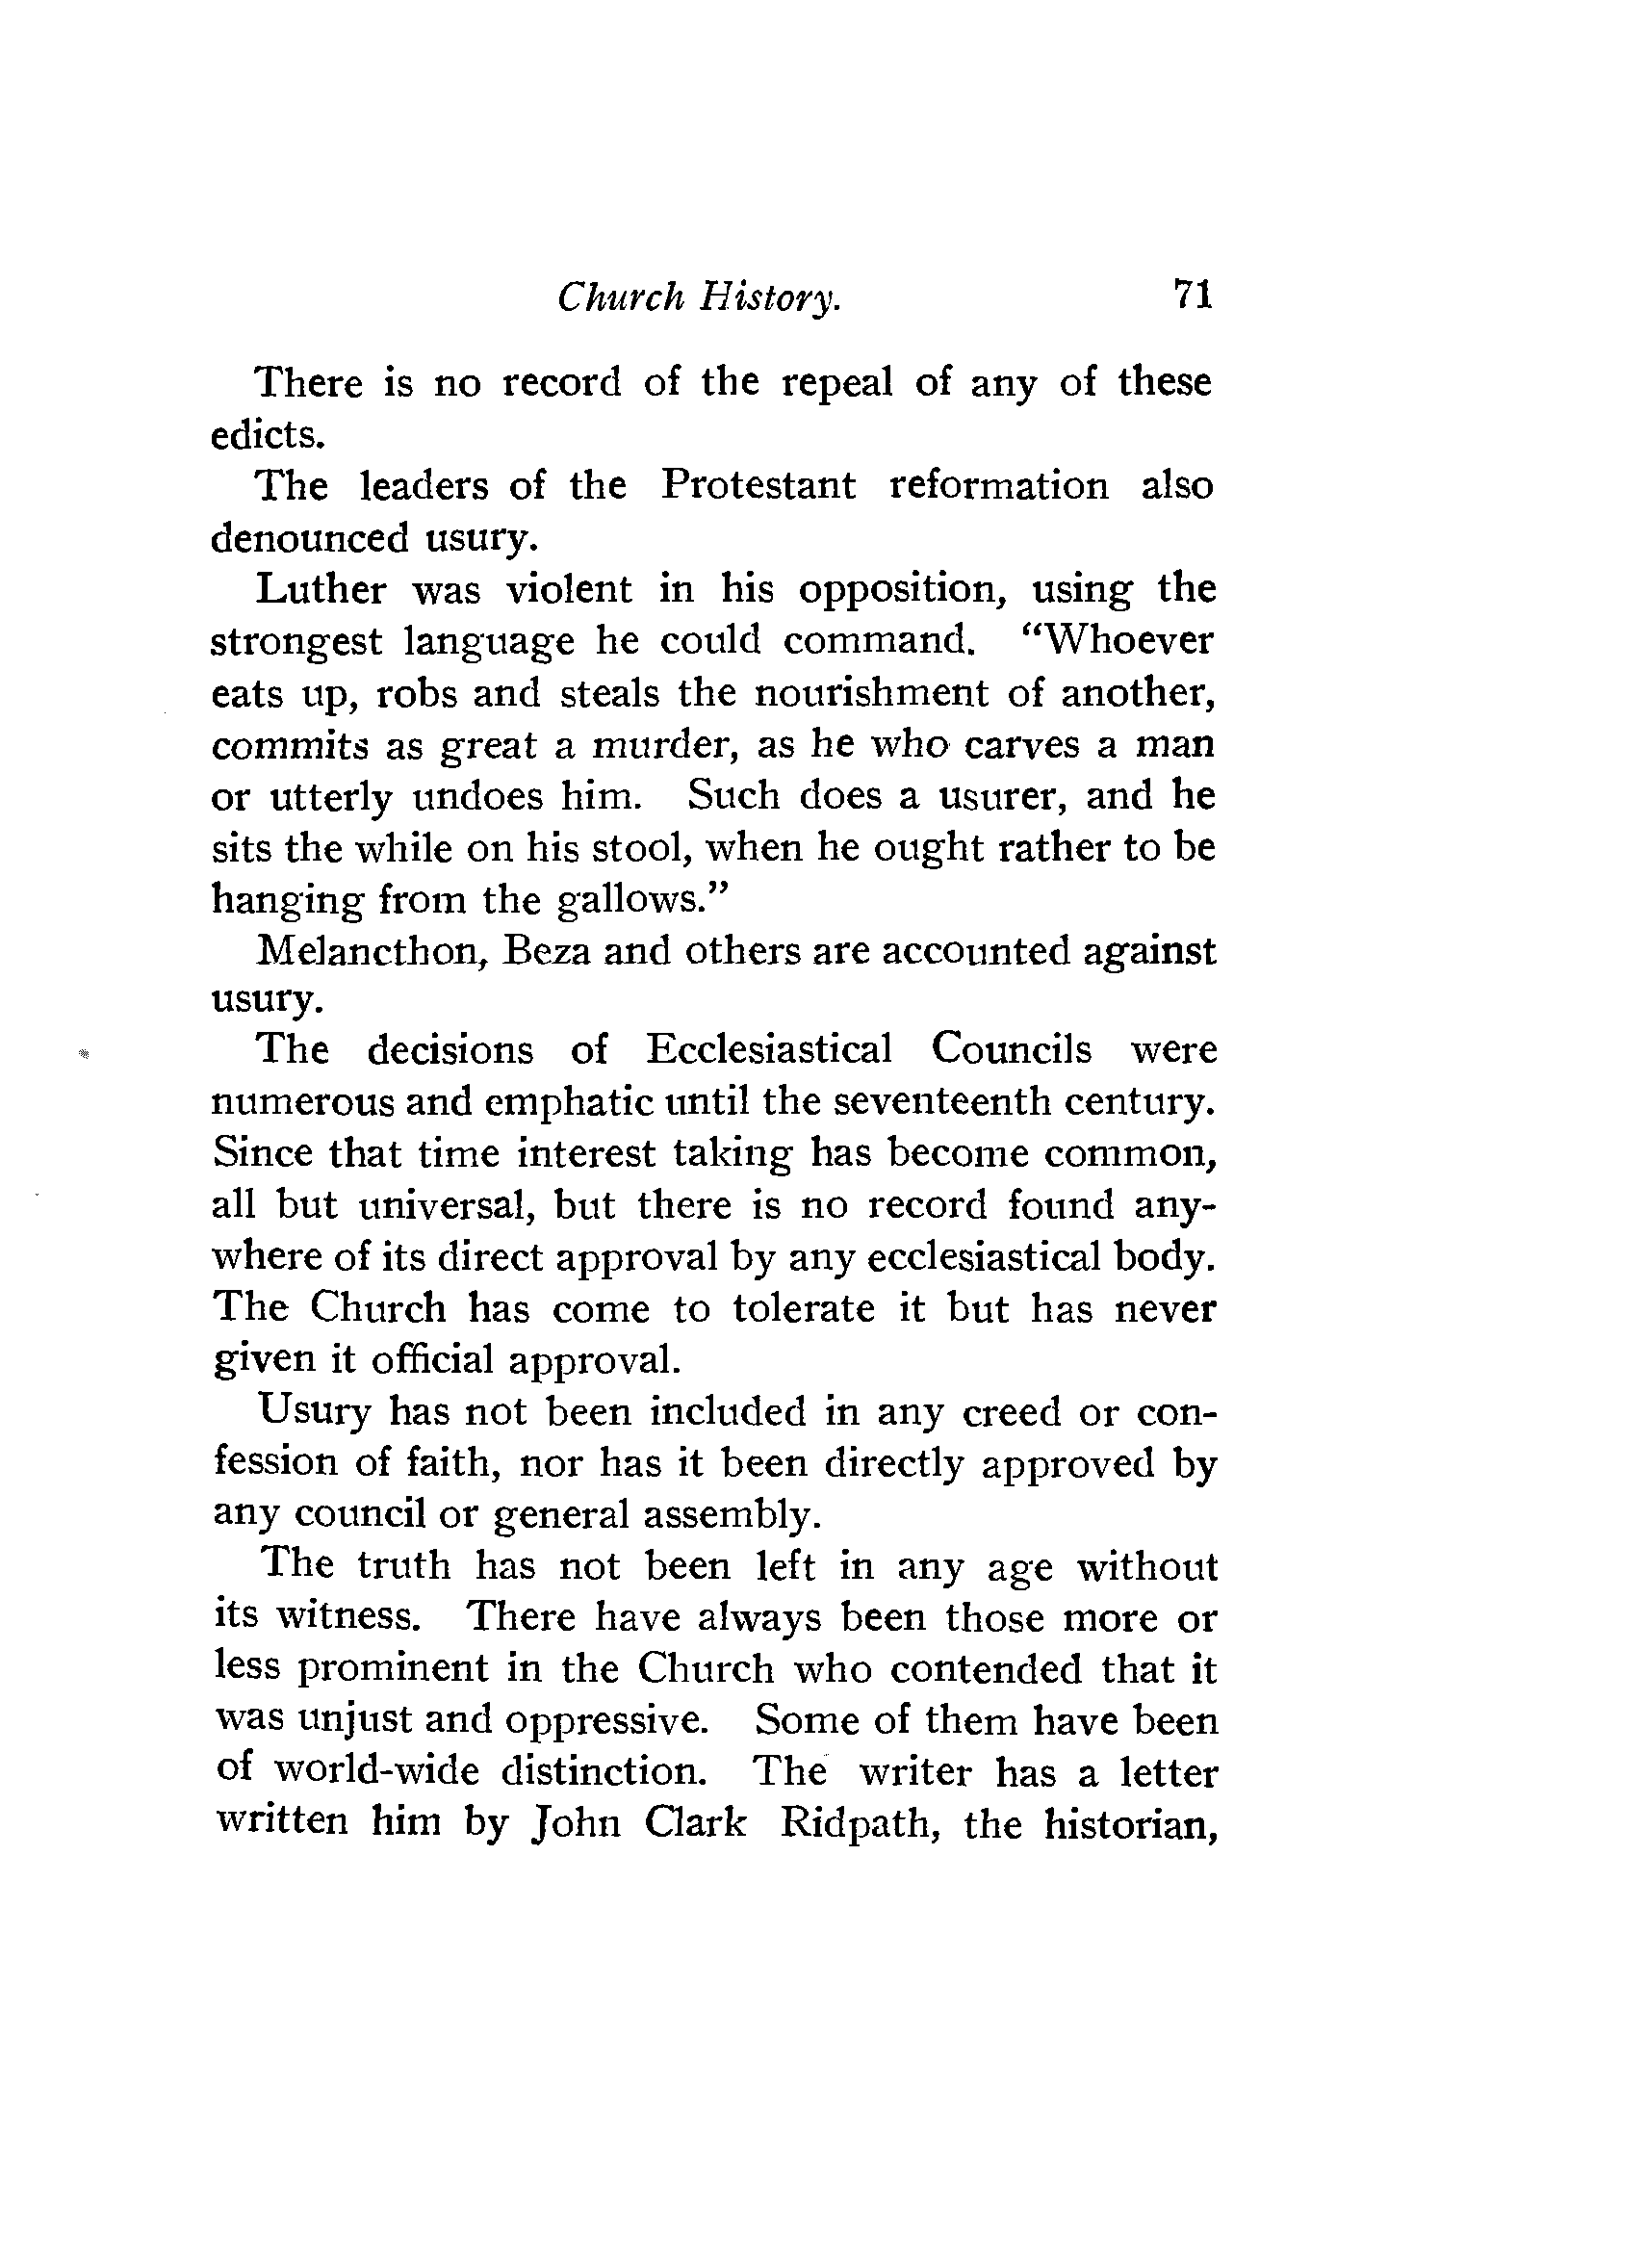 Church History. 71
There is no record of the repeal of any of these
edicts.
The leaders of the Protestant reformation also
denounced usury.
Luther was violent in his opposition, using the
strongest language he could command. “Whoever
eats up, robs and steals the nourishment of another,
commits as great a murder, as he who carves a man
or utterly undoes him. Such does a usurer, and he
sits the while on his stool, when he ought rather to be
hanging from the gallows.”
Melancthon, Beza and others are accounted against
usury.
The decisions of Ecclesiastical Councils were
numerous and emphatic until the seventeenth century.
Since that time interest taking has become common,
all but universal, but there is no record found any-
where of its direct approval by any ecclesiastical body.
The Church has come to tolerate it but has never
given it official approval.
Usury has not been included in any creed or con-
fession of faith, nor has it been directly approved by
any council or general assembly.
The truth has not been left in any age without
its witness. There have always been those more or
less prominent in the Church who contended that it
was unjust and oppressive. Some of them have been
of world-wide distinction. The writer has a letter
written him by John Clark Ridpath, the historian,